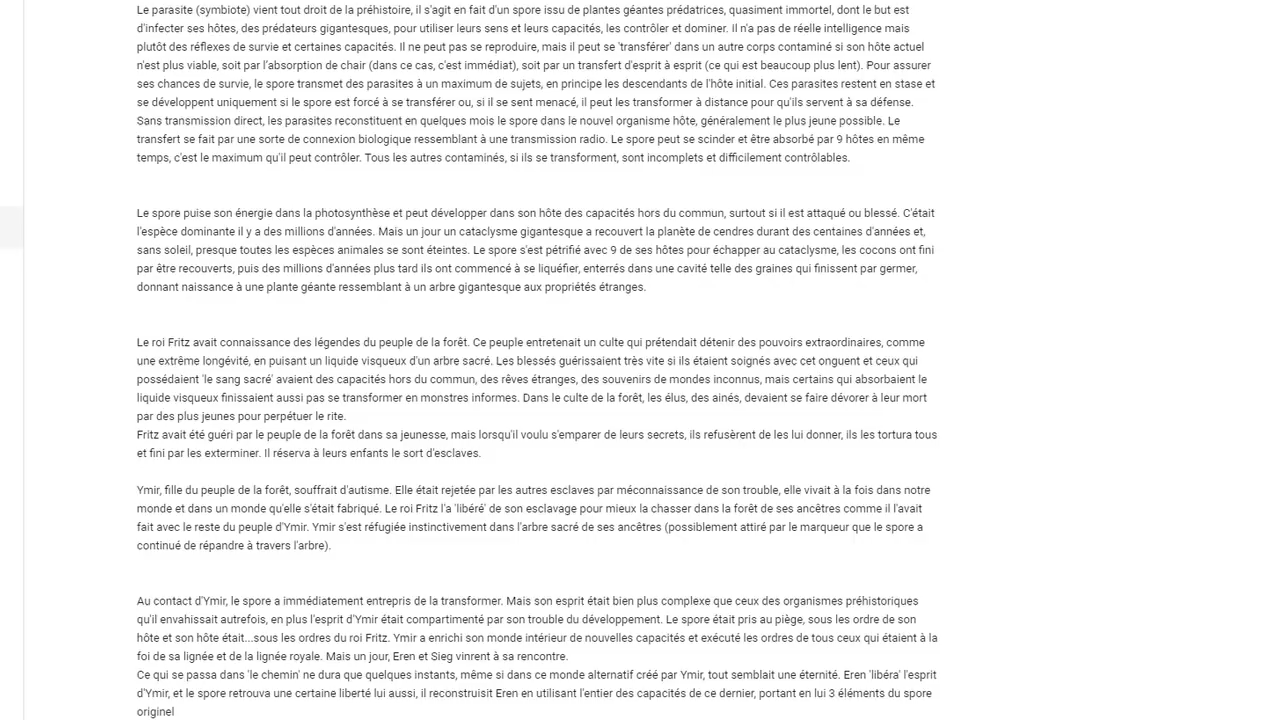 Le parasite (symbiote) vient tout droit de la préhistoire, il s'agit en fait d'un spore issu de plantes géantes prédatrices, quasiment immortel, dont le but est
d'infecter ses hôtes, des prédateurs gigantesques, pour utiliser leurs sens et leurs capacités, les contrôler et dominer. Il n'a pas de réelle intelligence mais
plutôt des réflexes de survie et certaines capacités. Il ne peut pas se reproduire, mais il peut se 'transférer' dans un autre corps contaminé si son hôte actuel
n'est plus viable, soit par l'absorption de chair (dans ce cas, c'est immédiat), soit par un transfert d'esprit à esprit (ce qui est beaucoup plus lent). Pour assurer
ses chances de survie, le spore transmet des parasites à un maximum de sujets, en principe les descendants de l'hôte initial. Ces parasites restent en stase et
se développent uniquement si le spore est forcé à se transférer ou, si il se sent menacé, il peut les transformer à distance pour qu'ils servent à sa défense.
Sans transmission direct, les parasites reconstituent en quelques mois le spore dans le nouvel organisme hôte, généralement le plus jeune possible. Le
transfert se fait par une sorte de connexion biologique ressemblant à une transmission radio. Le spore peut se scinder et être absorbé par 9 hôtes en même
temps, c'est le maximum qu'il peut contrôler. Tous les autres contaminés, si ils se transforment, sont incomplets et difficilement contrôlables.
Le spore puise son énergie dans la photosynthèse et peut développer dans son hôte des capacités hors du commun, surtout si il est attaqué ou blessé. C'était
l'espèce dominante il y a des millions d'années. Mais un jour un cataclysme gigantesque a recouvert la planète de cendres durant des centaines d'années et,
sans soleil, presque toutes les espèces animales se sont éteintes. Le spore s'est pétrifié avec 9 de ses hôtes pour échapper au cataclysme, les cocons ont fini
par être recouverts, puis des millions d'années plus tard ils ont commencé à se liquéfier, enterrés dans une cavité telle des graines qui finissent par germer,
donnant naissance à une plante géante ressemblant à un arbre gigantesque aux propriétés étranges.
Le roi Fritz avait connaissance des légendes du peuple de la forêt. Ce peuple entretenait un culte qui prétendait détenir des pouvoirs extraordinaires, comme
une extrême longévité, en puisant un liquide visqueux d'un arbre sacré. Les blessés guérissaient très vite si ils étaient soignés avec cet onguent et ceux qui
possédaient 'le sang sacré' avaient des capacités hors du commun, des rêves étranges, des souvenirs de mondes inconnus, mais certains qui absorbaient le
liquide visqueux finissaient aussi pas se transformer en monstres informes. Dans le culte de la forêt, les élus, des ainés, devaient se faire dévorer à leur mort
par des plus jeunes pour perpétuer le rite.
Fritz avait été guéri par le peuple de la forêt dans sa jeunesse, mais lorsqu'il voulu s'emparer de leurs secrets, ils refusèrent de les lui donner, ils les tortura tous
et fini par les exterminer. Il réserva à leurs enfants le sort d'esclaves.
Ymir, fille du peuple de la forêt, souffrait d'autisme. Elle était rejetée par les autres esclaves par méconnaissance de son trouble, elle vivait à la fois dans notre
monde et dans un monde qu'elle s'était fabriqué. Le roi Fritz l'a 'libéré' de son esclavage pour mieux la chasser dans la forêt de ses ancêtres comme il l'avait
fait avec le reste du peuple d'Ymir. Ymir s'est réfugiée instinctivement dans l'arbre sacré de ses ancêtres (possiblement attiré par le marqueur que le spore a
continué de répandre à travers l'arbre).
Au contact d'Ymir, le spore a immédiatement entrepris de la transformer. Mais son esprit était bien plus complexe que ceux des organismes préhistoriques
qu'il envahissait autrefois, en plus l'esprit d'Ymir était compartimenté par son trouble du développement. Le spore était pris au piège, sous les ordre de son
hôte et son hôte était...sous les ordres du roi Fritz. Ymir a enrichi son monde intérieur de nouvelles capacités et exécuté les ordres de tous ceux qui étaient à la
foi de sa lignée et de la lignée royale. Mais un jour, Eren et Sieg vinrent à sa rencontre.
Ce qui se passa dans 'le chemin' ne dura que quelques instants, même si dans ce monde alternatif créé par Ymir, tout semblait une éternité. Eren 'libéra' l'esprit
d'Ymir, et le spore retrouva une certaine liberté lui aussi, il reconstruisit Eren en utilisant l'entier des capacités de ce dernier, portant en lui 3 éléments du spore
originel